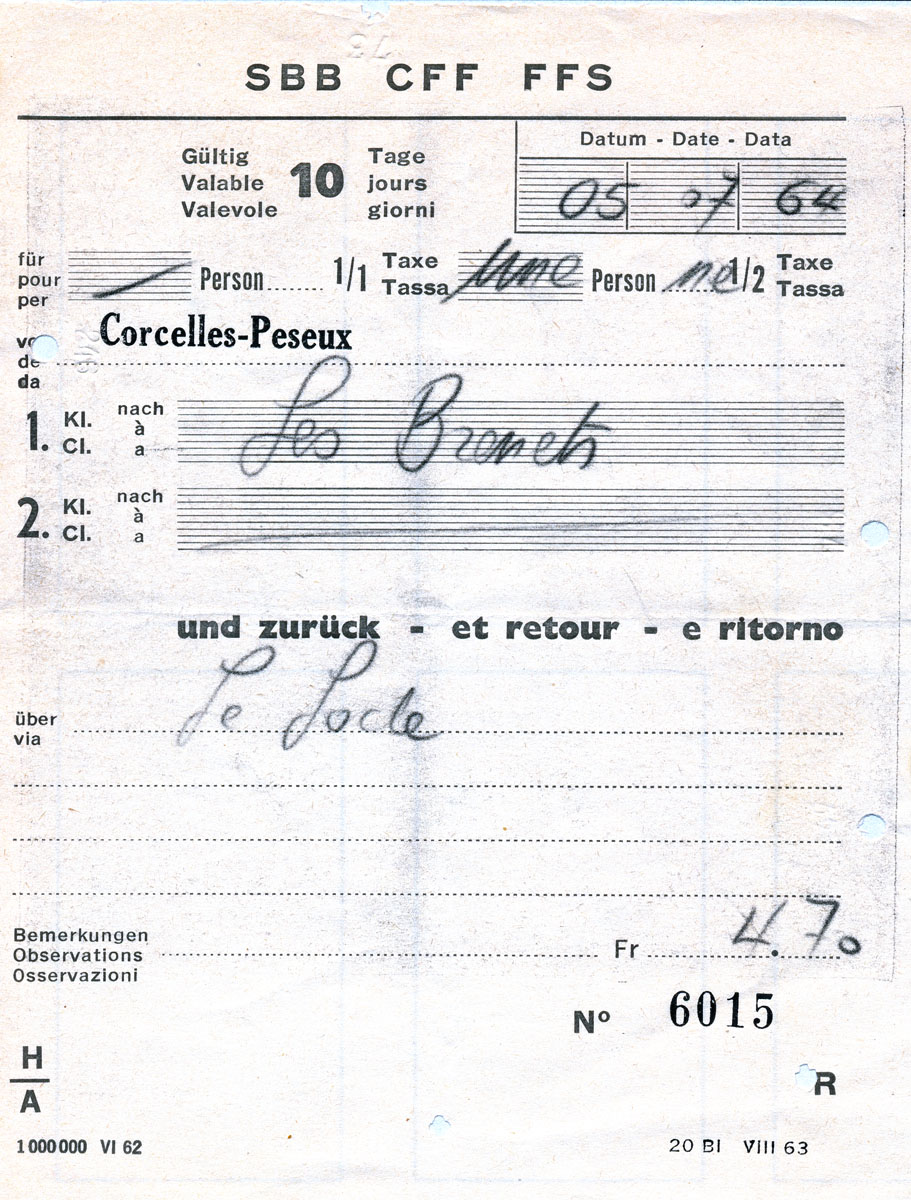 SBB CFF FFS
Gültig
Valable
Valevole
10
Tage
jours
giorni
Datum - Date - Data
05 07 64
für
pour
per
Person........ 1/1 Taxe
Tassa
Une Person ne 1/2 Taxe
Tassa
Corcelles-Peseux
de
da
1. Kl.
Cl.
nach
à
a
Les Brenets
2. Kl.
Cl.
nach
à
a
und zurück - et retour - e ritorno
über
via
Le Locle
Bemerkungen
Observations
Osservazioni
Fr 4.70
Nº 6015
H
A
R
1000000 VI 62
20 BI VIII 63